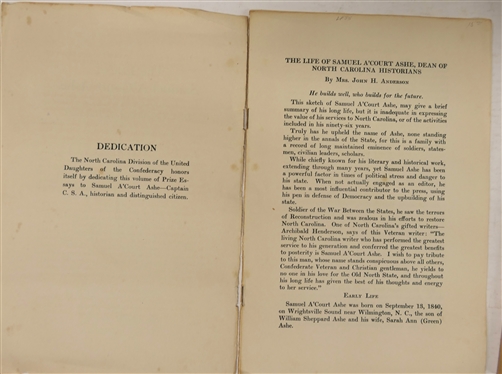 DEDICATION
The North Carolina Division of the United
Daughters of the Confederacy honors
itself by dedicating this volume of Prize Es-
says to Samuel A'Court Ashe—Captain
C. S. A., historian and distinguished citizen.
THE LIFE OF SAMUEL A'COURT ASHE, DEAN OF
NORTH CAROLINA HISTORIANS
By Mrs. John H. Anderson
He builds well, who builds for the future.
This sketch of Samuel A'Court Ashe, may give a brief
summary of his long life, but it is inadequate in expressing
the value of his services to North Carolina, or of the activities
included in his ninety-six years.
Truly has he upheld the name of Ashe, none standing
higher in the annals of the State, for this is a family with
a record of long maintained eminence of soldiers, states-
men, civilian leaders, scholars.
While chiefly known for his literary and historical work,
extending through many years, yet Samuel Ashe has been
a powerful factor in times of political stress and danger to
his state. When not actually engaged as an editor, he
has been a most influential contributor to the press, using
his pen in defense of Democracy and the upbuilding of his
state.
Soldier of the War Between the States, he saw the terrors
of Reconstruction and was zealous in his efforts to restore
North Carolina. One of North Carolina's gifted writers—
Archibald Henderson, says of this Veteran writer: "The
living North Carolina writer who has performed the greatest
service to his generation and conferred the greatest benefits
to posterity is Samuel A'Court Ashe. I wish to pay tribute
to this man, whose name stands conspicuous above all others,
Confederate Veteran and Christian gentleman, he yields to
no one in his love for the Old North State, and throughout
his long life has given the best of his thoughts and energy
to her service."
Early Life
Samuel A'Court Ashe was born on September 13, 1840,
on Wrightsville Sound near Wilmington, N. C., the son of
William Sheppard Ashe and his wife, Sarah Ann (Green)
Ashe.